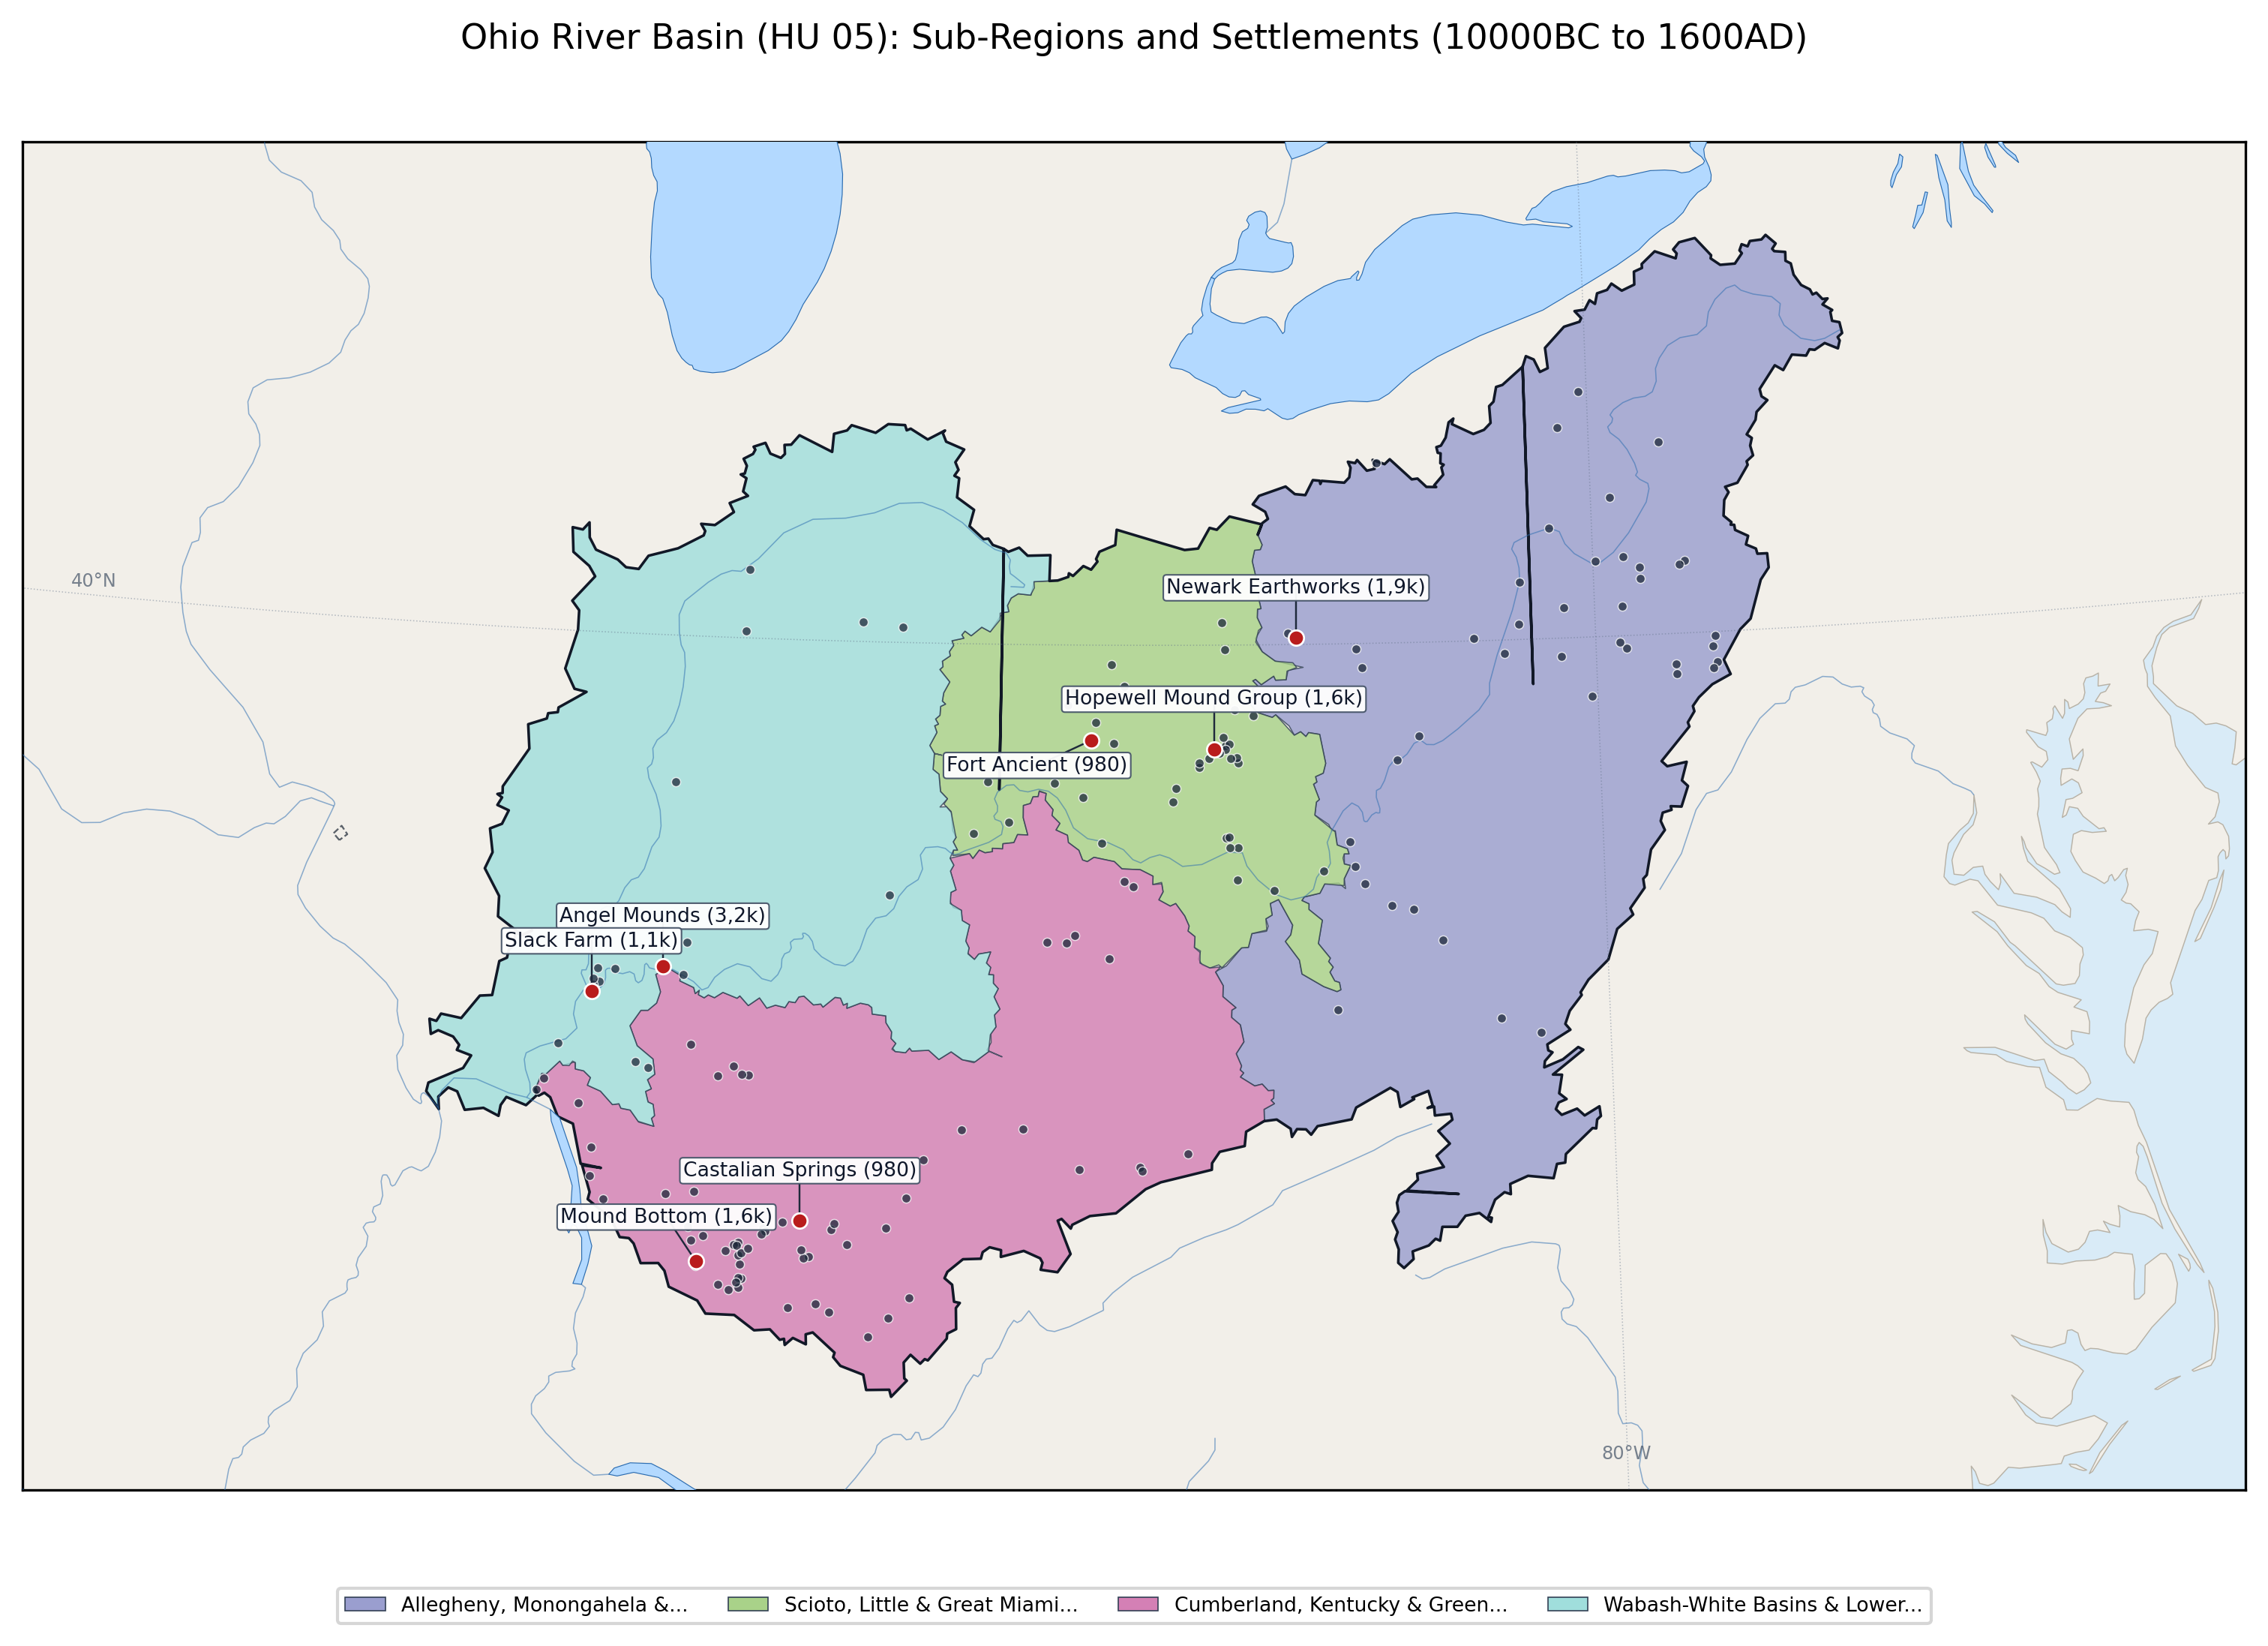 Ohio River Basin (HU 05): Sub-Regions and Settlements (10000BC to 1600AD)
40°N
Newark Earthworks (1,9k)
Hopewell Mound Group (1,6k)
Fort Ancient (980)
Angel Mounds (3,2k)
Slack Farm (1,1k)
Castalian Springs (980)
Mound Bottom (1,6k)
80°W
Allegheny, Monongahela &...
Scioto, Little & Great Miami...
Cumberland, Kentucky & Green...
Wabash-White Basins & Lower...